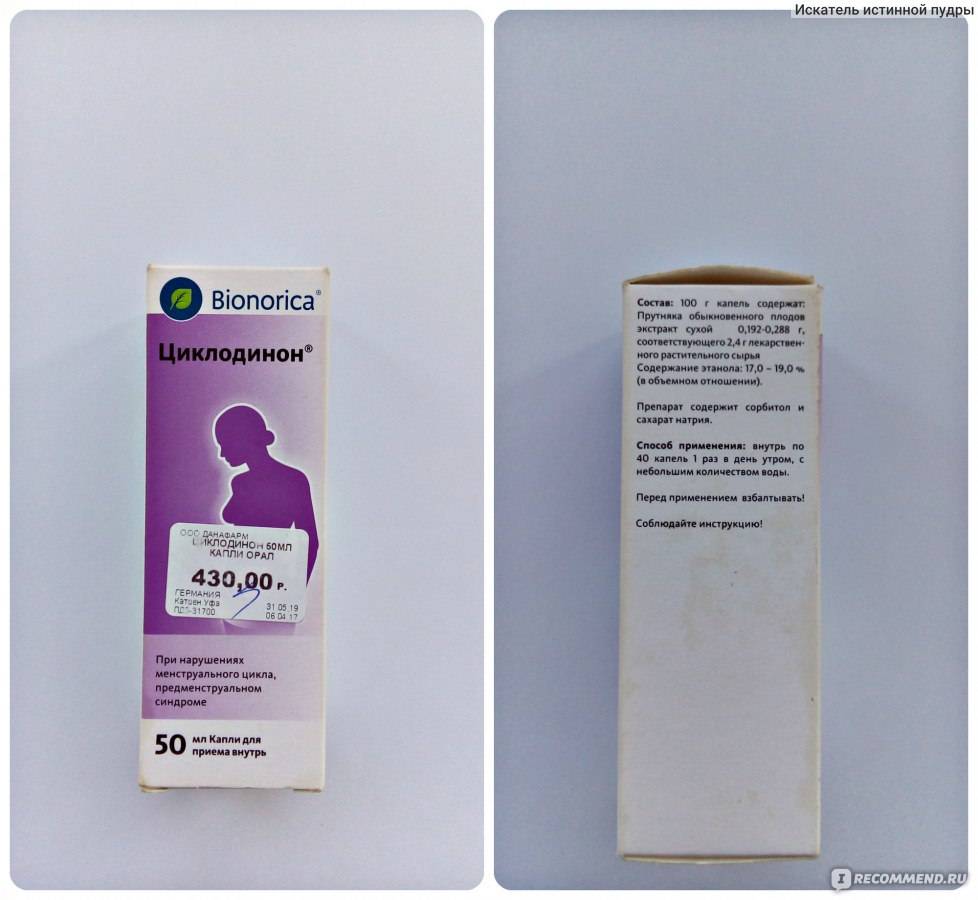 Искатель истинной пудры
Bionorica®
Циклодинон®
ООО ДАНАФАРМ
ЦИКЛОДИНОН 50МЛ
КАПЛИ ОРАЛ
430,00 Р.
ГЕРМАНИЯ
Катрен Уфа
31.05.19
06.04.17
При нарушениях
менструального цикла,
предменструальном
синдроме
50 мл Капли для
приема внутрь
Состав: 100 г капель содержат:
Прутняка обыкновенного плодов
экстракт сухой 0,192-0,288 г,
соответствующего 2,4 г лекарствен-
ного растительного сырья
Содержание этанола: 17,0 – 19,0 %
(в объемном отношении).
Препарат содержит сорбитол и
сахарат натрия.
Способ применения: внутрь по
40 капель 1 раз в день утром, с
небольшим количеством воды.
Перед применением взбалтывать!
Соблюдайте инструкцию!
I RECOMMEND.RU